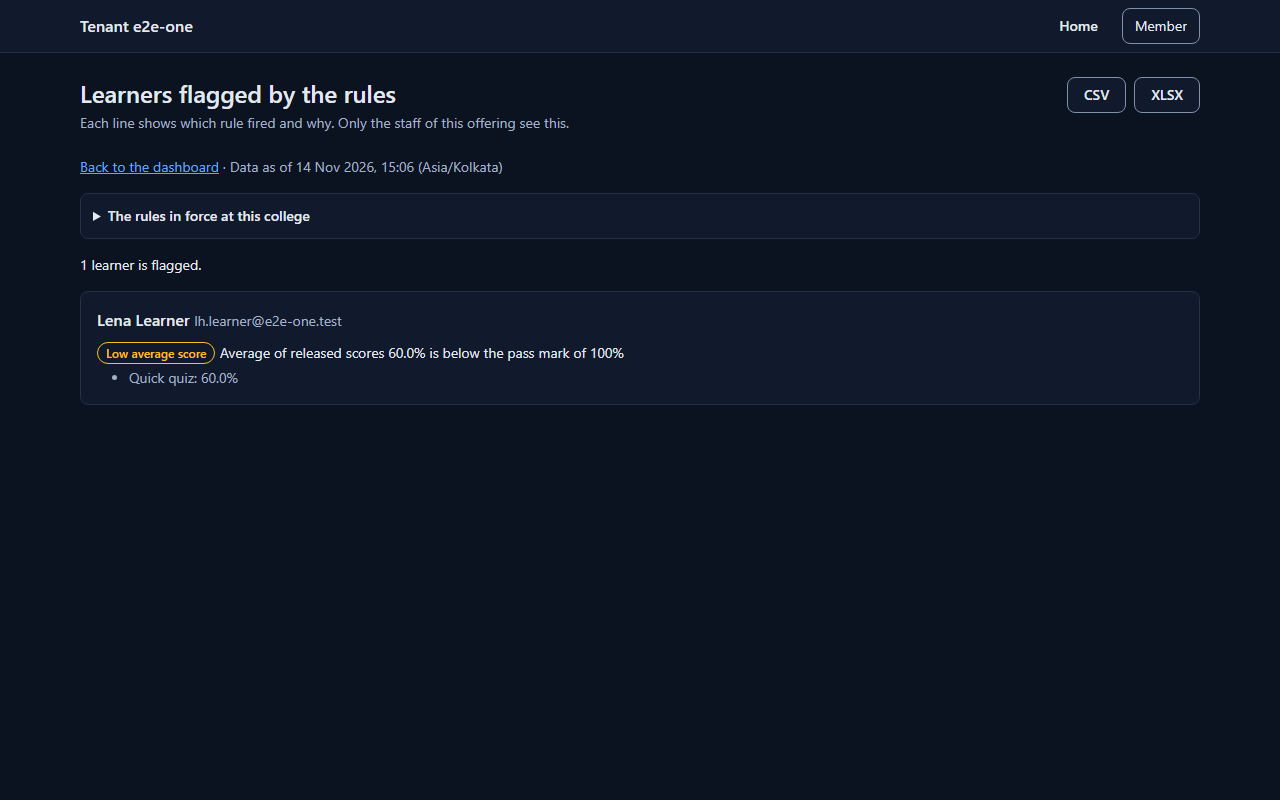 Tenant e2e-one
Home
Member
Learners flagged by the rules
CSV
XLSX
Each line shows which rule fired and why. Only the staff of this offering see this.
Back to the dashboard · Data as of 14 Nov 2026, 15:06 (Asia/Kolkata)
The rules in force at this college
1 learner is flagged.
Lena Learner lh.learner@e2e-one.test
Low average score Average of released scores 60.0% is below the pass mark of 100%
Quick quiz: 60.0%